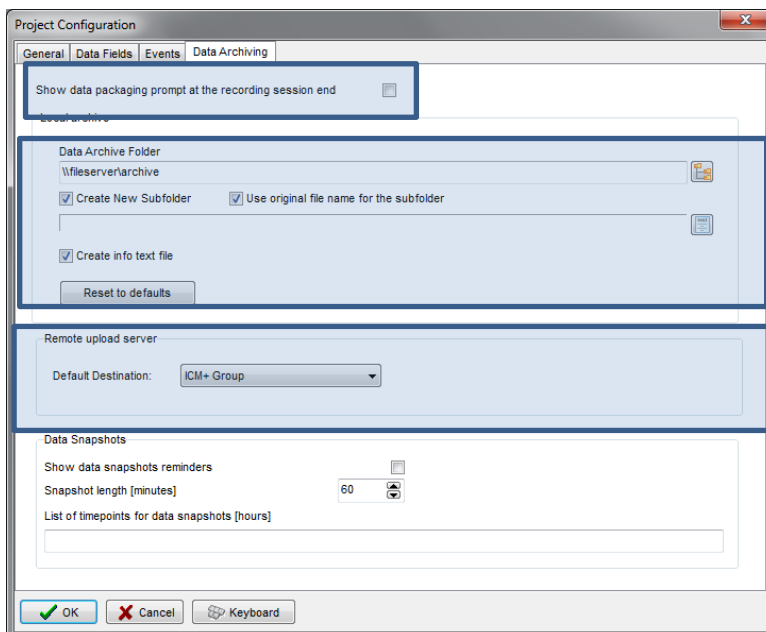 Project Configuration
General Data Fields Events Data Archiving
Show data packaging prompt at the recording session end
Local archive
Data Archive Folder
\\fileserver\archive
Create New Subfolder Use original file name for the subfolder
Create info text file
Reset to defaults
Remote upload server
Default Destination: ICM+ Group
Data Snapshots
Show data snapshots reminders
Snapshot length [minutes] 60
List of timepoints for data snapshots [hours]
OK Cancel Keyboard